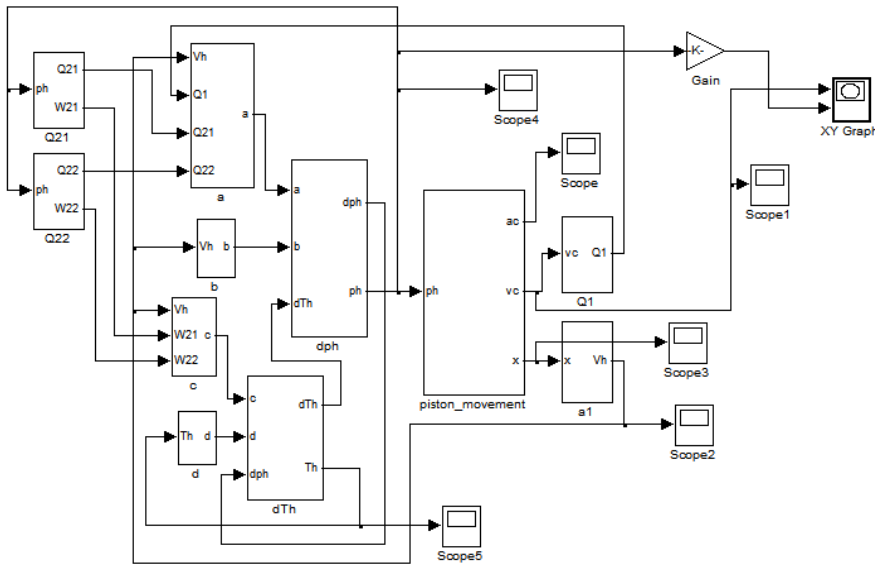 ph
Q21
W21
Q21
ph
Q22
W22
Q22
Vh
Q1
Q21
Q22
a
a
Vh
b
b
Vh
W21
W22
c
c
Th
d
d
a
b
dTh
dph
ph
dph
c
d
dph
dTh
Th
dTh
ph
ac
vc
x
piston_movement
-K-
Gain
Scope4
Scope
vc
Q1
Q1
x
Vh
a1
XY Graph
Scope1
Scope3
Scope2
Scope5